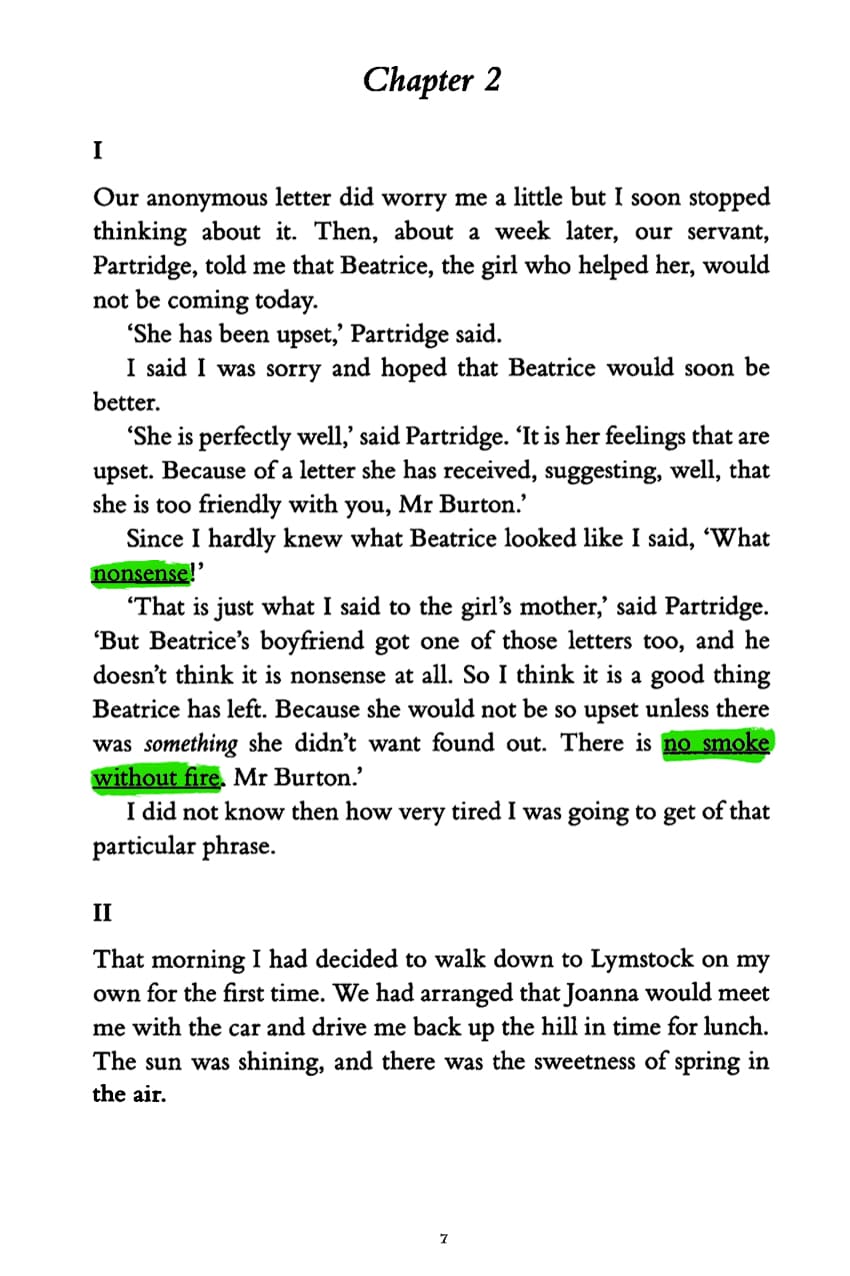 Chapter 2
I
Our anonymous letter did worry me a little but I soon stopped
thinking about it. Then, about a week later, our servant,
Partridge, told me that Beatrice, the girl who helped her, would
not be coming today.
‘She has been upset,’ Partridge said.
I said I was sorry and hoped that Beatrice would soon be
better.
‘She is perfectly well,’ said Partridge. ‘It is her feelings that are
upset. Because of a letter she has received, suggesting, well, that
she is too friendly with you, Mr Burton.’
Since I hardly knew what Beatrice looked like I said, ‘What
nonsense!’
‘That is just what I said to the girl’s mother,’ said Partridge.
‘But Beatrice’s boyfriend got one of those letters too, and he
doesn’t think it is nonsense at all. So I think it is a good thing
Beatrice has left. Because she would not be so upset unless there
was something she didn’t want found out. There is no smoke
without fire, Mr Burton.’
I did not know then how very tired I was going to get of that
particular phrase.
II
That morning I had decided to walk down to Lymstock on my
own for the first time. We had arranged that Joanna would meet
me with the car and drive me back up the hill in time for lunch.
The sun was shining, and there was the sweetness of spring in
the air.
7